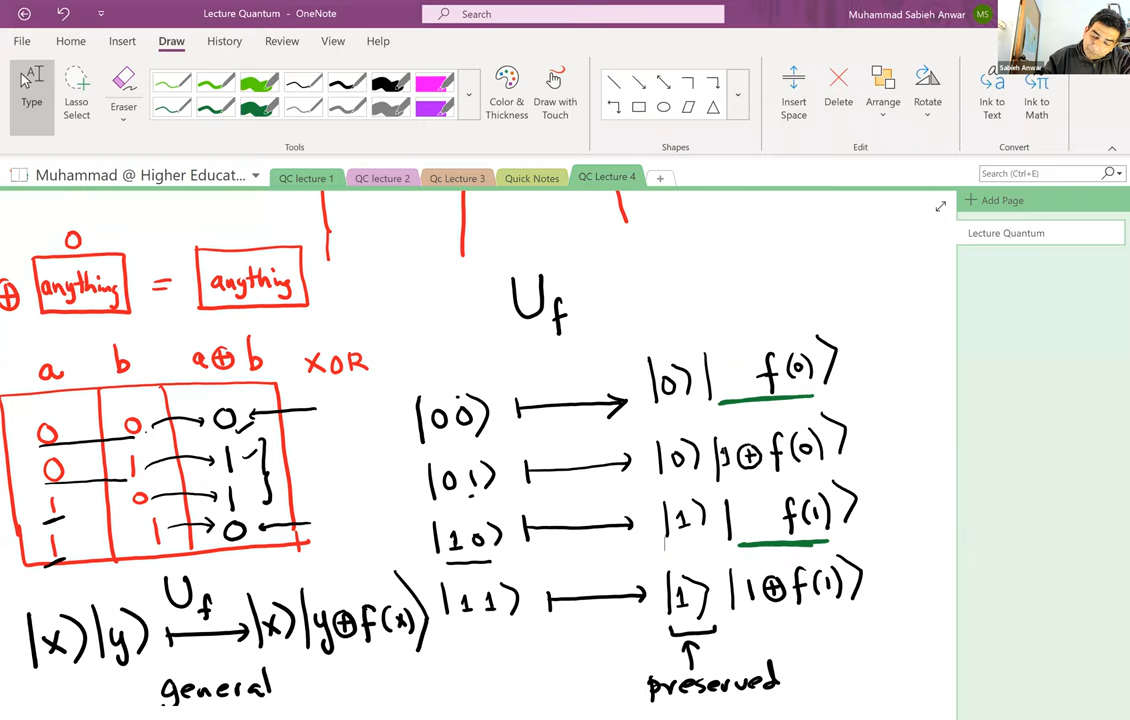 Lecture Quantum - OneNote
Search
Muhammad Sabieh Anwar
MS
Sabieh Anwar
File Home Insert Draw History Review View Help
Type
Lasso Select
Eraser
Color & Thickness
Draw with Touch
Insert Space
Delete
Arrange
Rotate
Ink to Text
Ink to Math
Tools
Shapes
Edit
Convert
Muhammad @ Higher Educat...
QC lecture 1
QC lecture 2
Qc Lecture 3
Quick Notes
QC Lecture 4
Search (Ctrl+E)
Add Page
Lecture Quantum
0
⊕ anything = anything
a b a⊕b XOR
0 0 0
0 1 1
1 0 1
1 1 0
U_f
|00⟩ ↦ |0⟩| f(0)⟩
|01⟩ ↦ |0⟩|1⊕f(0)⟩
|10⟩ ↦ |1⟩| f(1)⟩
|11⟩ ↦ |1⟩|1⊕f(1)⟩
preserved
U_f
|x⟩|y⟩ ↦ |x⟩|y⊕f(x)⟩
general